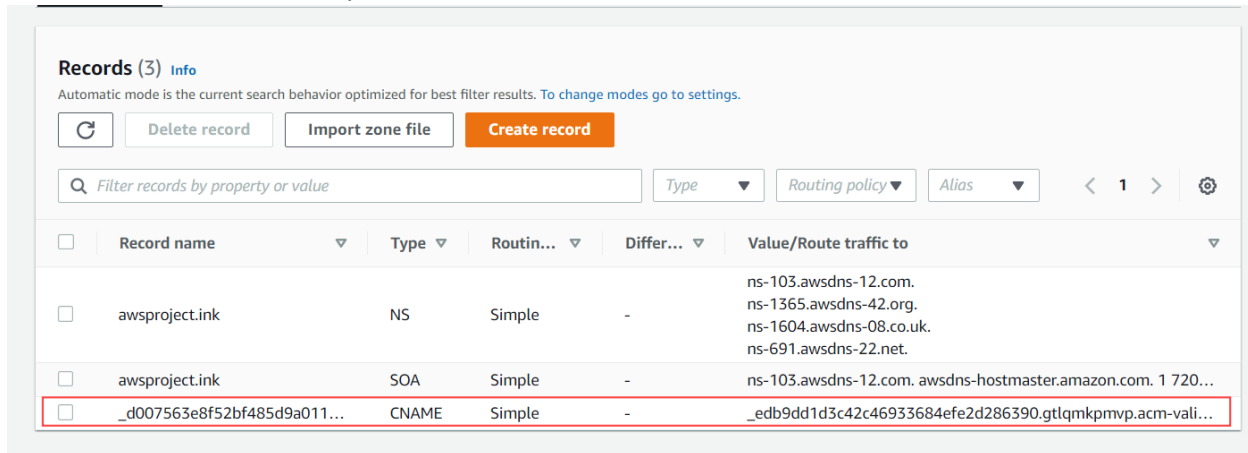 Records (3) Info
Automatic mode is the current search behavior optimized for best filter results. To change modes go to settings.
Delete record Import zone file Create record
Filter records by property or value Type Routing policy Alias 1
Record name Type Routin... Differ... Value/Route traffic to
awsproject.ink NS Simple - ns-103.awsdns-12.com.
ns-1365.awsdns-42.org.
ns-1604.awsdns-08.co.uk.
ns-691.awsdns-22.net.
awsproject.ink SOA Simple - ns-103.awsdns-12.com. awsdns-hostmaster.amazon.com. 1 720...
_d007563e8f52bf485d9a011... CNAME Simple - _edb9dd1d3c42c46933684efe2d286390.gtlqmkpmvp.acm-vali...